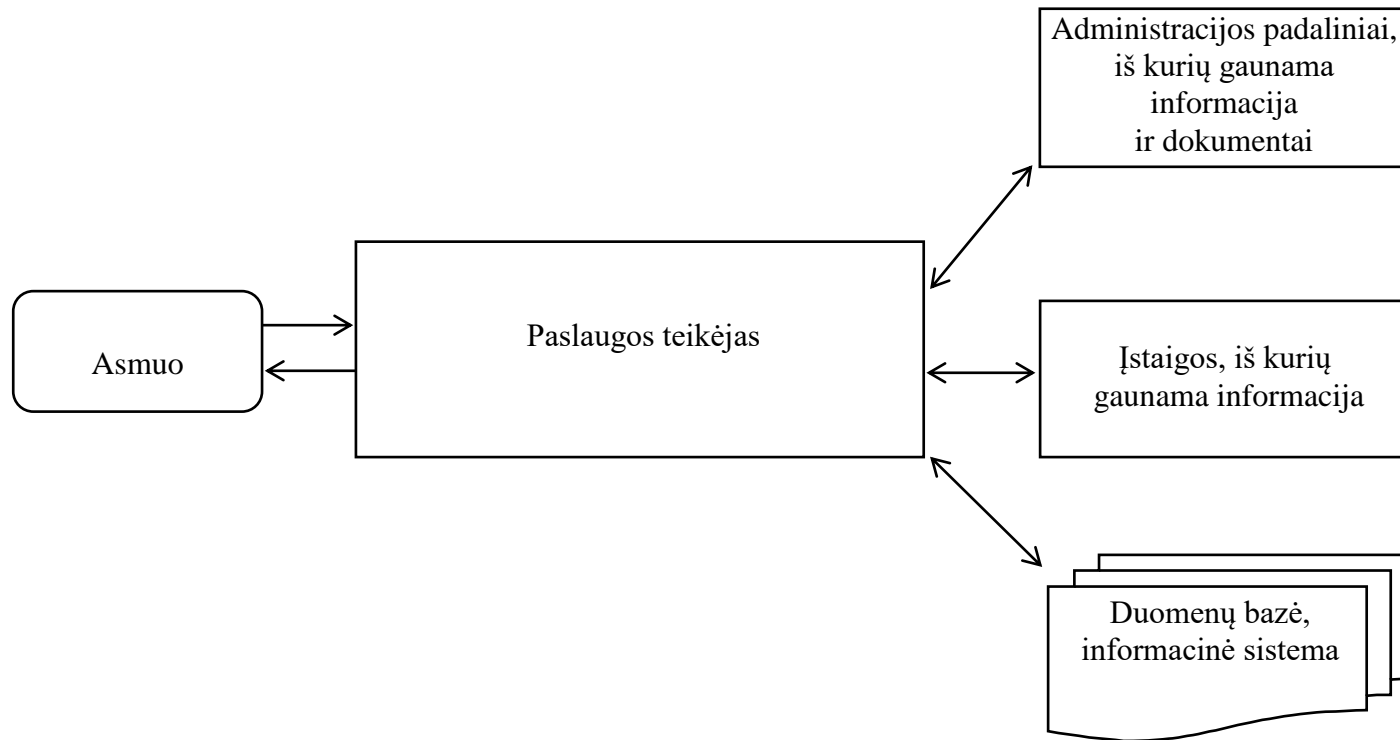 Administracijos padaliniai,
iš kurių gaunama
informacija
ir dokumentai
Paslaugos teikėjas
Asmuo
Įstaigos, iš kurių
gaunama informacija
Duomenų bazė,
informacinė sistema